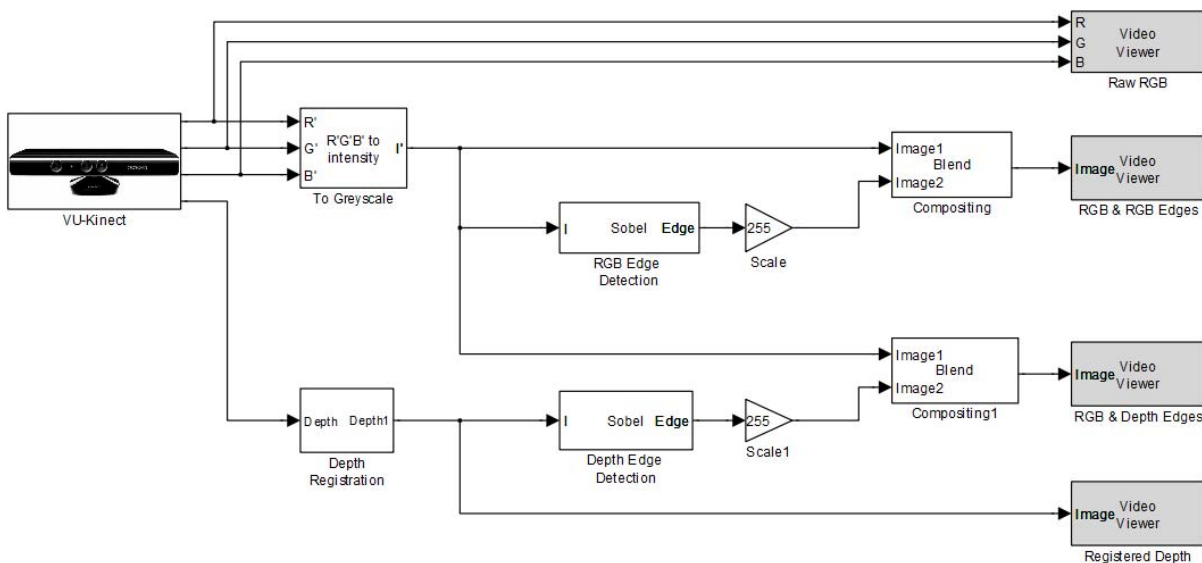 R
G
B
Video
Viewer
Raw RGB
VU-Kinect
R'
G'
B'
R'G'B' to
intensity
I'
To Greyscale
Image1
Image2
Blend
Compositing
Image
Video
Viewer
RGB & RGB Edges
I
Sobel
Edge
RGB Edge
Detection
255
Scale
Image1
Image2
Blend
Compositing1
Image
Video
Viewer
RGB & Depth Edges
Depth
Depth1
Depth
Registration
I
Sobel
Edge
Depth Edge
Detection
255
Scale1
Image
Video
Viewer
Registered Depth